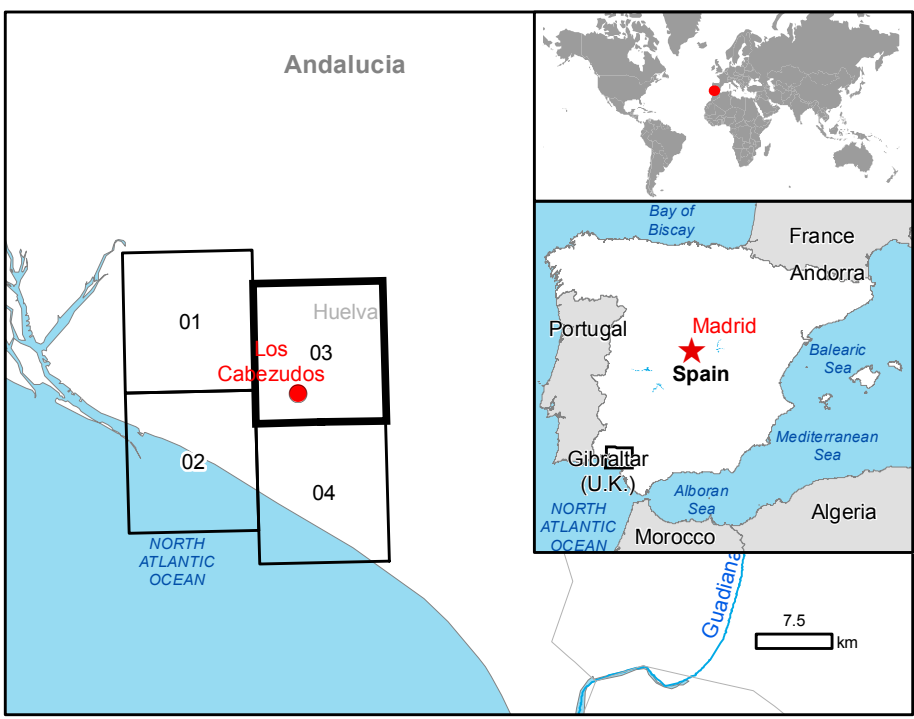 Andalucia
01
Huelva
03
Los
Cabezudos
02
04
NORTH
ATLANTIC
OCEAN
Bay of
Biscay
France
Andorra
Portugal
Madrid
Spain
Balearic
Sea
Mediterranean
Sea
Gibraltar
(U.K.)
Alboran
Sea
NORTH
ATLANTIC
OCEAN
Morocco
Algeria
Guadiana
7.5
km